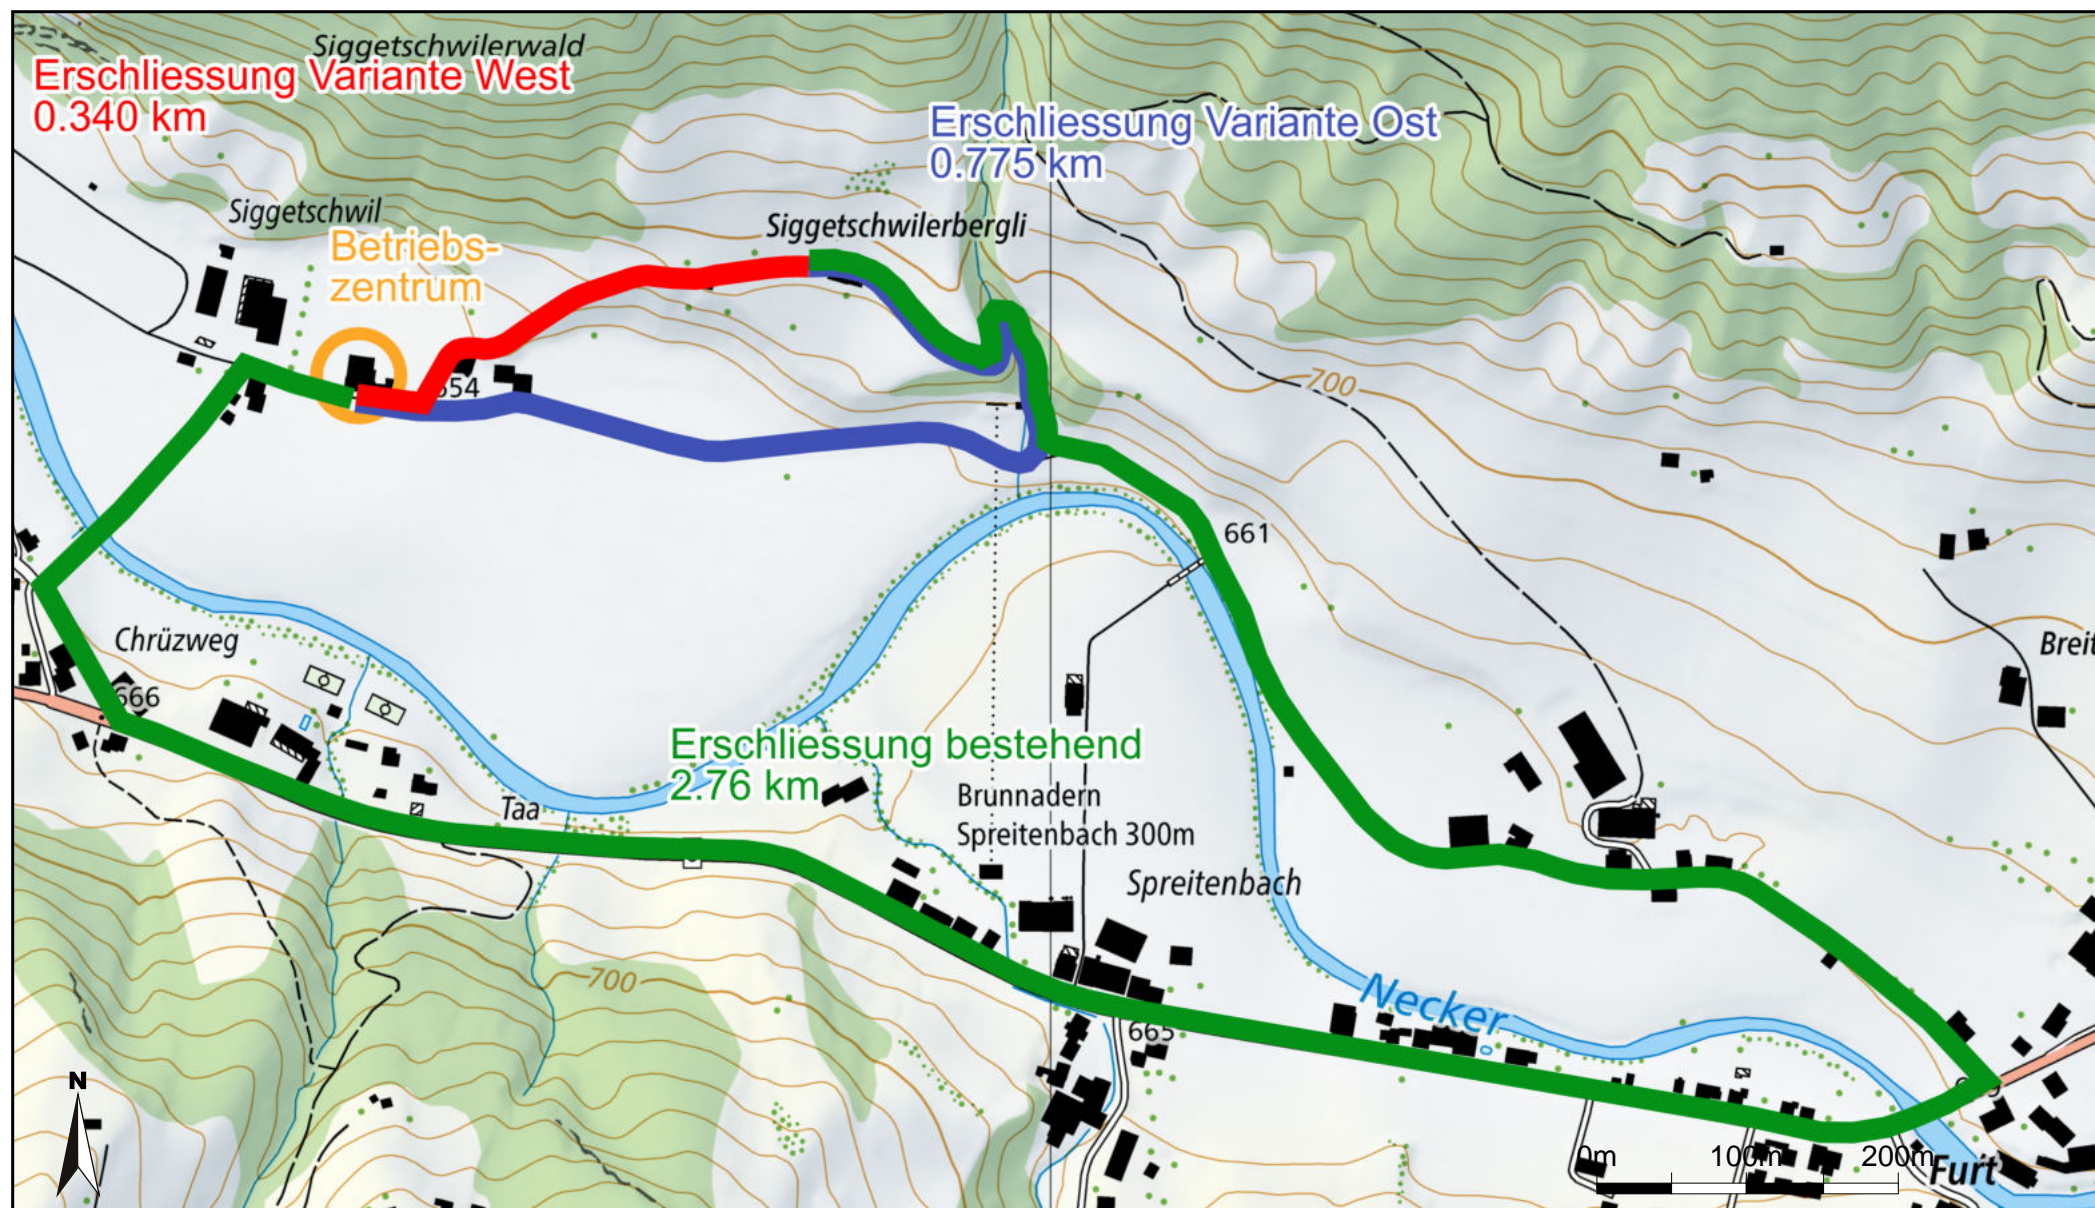 Siggetschwilerwald
Erschliessung Variante West
0.340 km
Erschliessung Variante Ost
0.775 km
Siggetschwil
Siggetschwilerbergli
Betriebs-
zentrum
654
700
661
Chrüzweg
Breit
666
Erschliessung bestehend
2.76 km
Taa
Brunnadern
Spreitenbach 300m
Spreitenbach
700
Necker
665
N
0m 100m 200m
Furt